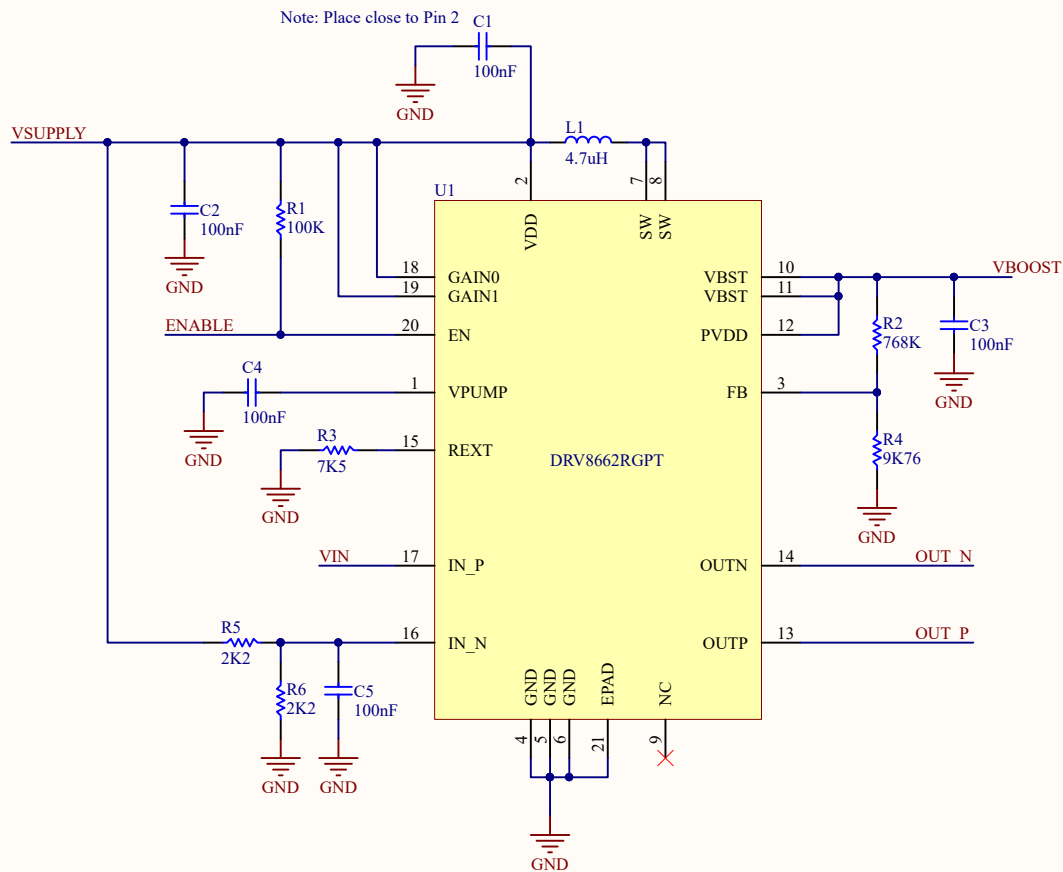 Note: Place close to Pin 2
C1
100nF
GND
VSUPPLY
L1
4.7uH
2
7
8
U1
C2
100nF
GND
R1
100K
VDD
SW
SW
18
GAIN0
19
GAIN1
ENABLE
20
EN
VBST
10
VBOOST
VBST
11
PVDD
12
R2
768K
C3
100nF
GND
C4
100nF
GND
1
VPUMP
FB
3
R3
7K5
GND
15
REXT
DRV8662RGPT
R4
9K76
GND
VIN
17
IN_P
OUTN
14
OUT_N
R5
2K2
16
IN_N
OUTP
13
OUT_P
R6
2K2
C5
100nF
GND
GND
GND
GND
GND
EPAD
NC
4
5
6
21
9
GND